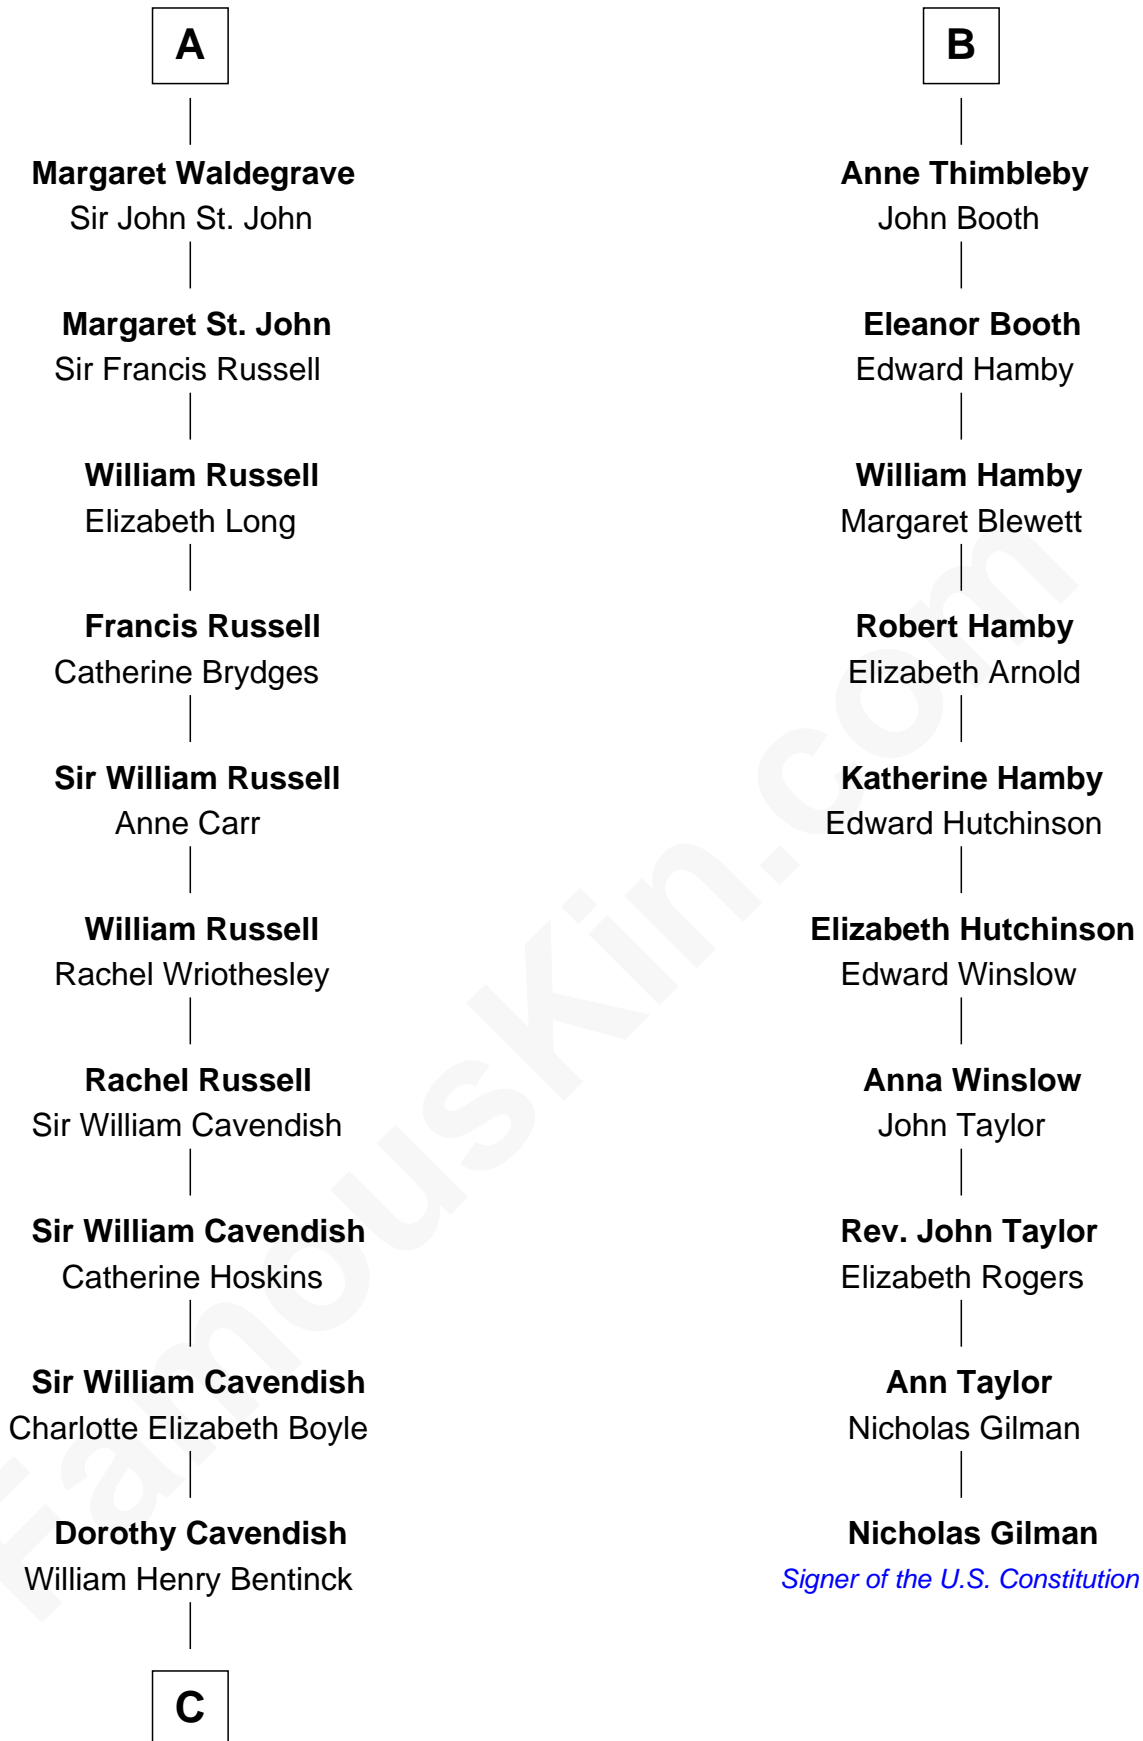 A
Margaret Waldegrave
Sir John St. John
Margaret St. John
Sir Francis Russell
William Russell
Elizabeth Long
Francis Russell
Catherine Brydges
Sir William Russell
Anne Carr
William Russell
Rachel Wriothesley
Rachel Russell
Sir William Cavendish
Sir William Cavendish
Catherine Hoskins
Sir William Cavendish
Charlotte Elizabeth Boyle
Dorothy Cavendish
William Henry Bentinck
C
B
Anne Thimbleby
John Booth
Eleanor Booth
Edward Hamby
William Hamby
Margaret Blewett
Robert Hamby
Elizabeth Arnold
Katherine Hamby
Edward Hutchinson
Elizabeth Hutchinson
Edward Winslow
Anna Winslow
John Taylor
Rev. John Taylor
Elizabeth Rogers
Ann Taylor
Nicholas Gilman
Nicholas Gilman
Signer of the U.S. Constitution
FamousKin.com